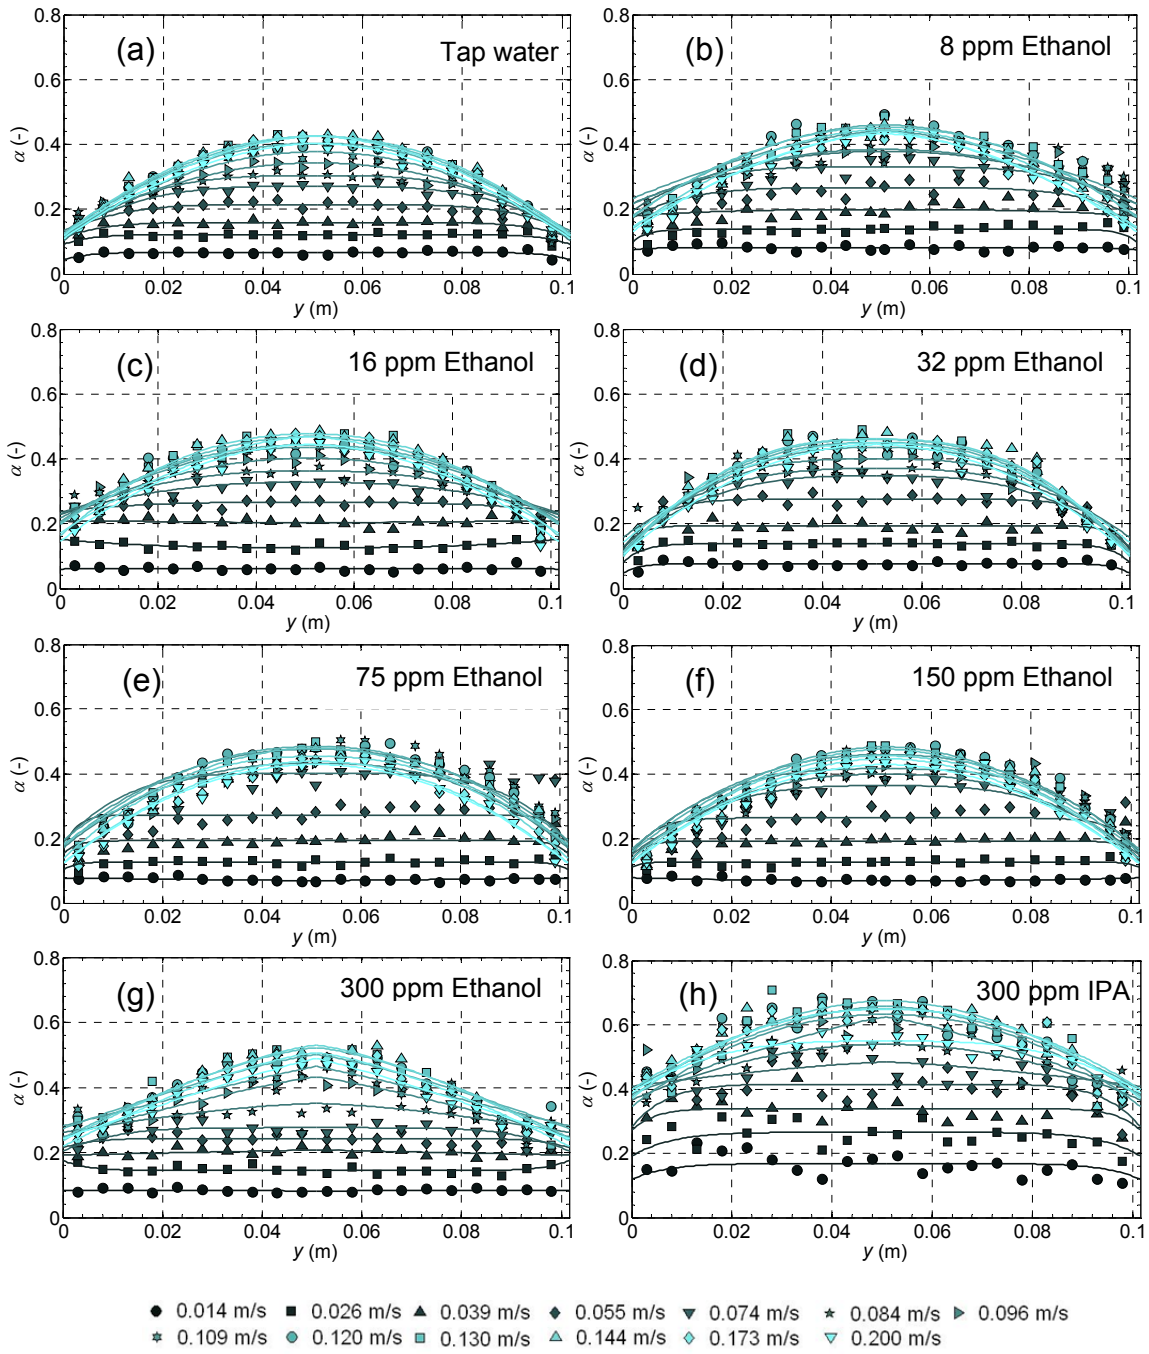 (a) Tap water
0.8
0.6
0.4
0.2
0
α (-)
0 0.02 0.04 0.06 0.08 0.1
y (m)
(b) 8 ppm Ethanol
0.8
0.6
0.4
0.2
0
α (-)
0 0.02 0.04 0.06 0.08 0.1
y (m)
(c) 16 ppm Ethanol
0.8
0.6
0.4
0.2
0
α (-)
0 0.02 0.04 0.06 0.08 0.1
y (m)
(d) 32 ppm Ethanol
0.8
0.6
0.4
0.2
0
α (-)
0 0.02 0.04 0.06 0.08 0.1
y (m)
(e) 75 ppm Ethanol
0.8
0.6
0.4
0.2
0
α (-)
0 0.02 0.04 0.06 0.08 0.1
y (m)
(f) 150 ppm Ethanol
0.8
0.6
0.4
0.2
0
α (-)
0 0.02 0.04 0.06 0.08 0.1
y (m)
(g) 300 ppm Ethanol
0.8
0.6
0.4
0.2
0
α (-)
0 0.02 0.04 0.06 0.08 0.1
y (m)
(h) 300 ppm IPA
0.8
0.6
0.4
0.2
0
α (-)
0 0.02 0.04 0.06 0.08 0.1
y (m)
0.014 m/s 0.026 m/s 0.039 m/s 0.055 m/s 0.074 m/s 0.084 m/s 0.096 m/s
0.109 m/s 0.120 m/s 0.130 m/s 0.144 m/s 0.173 m/s 0.200 m/s